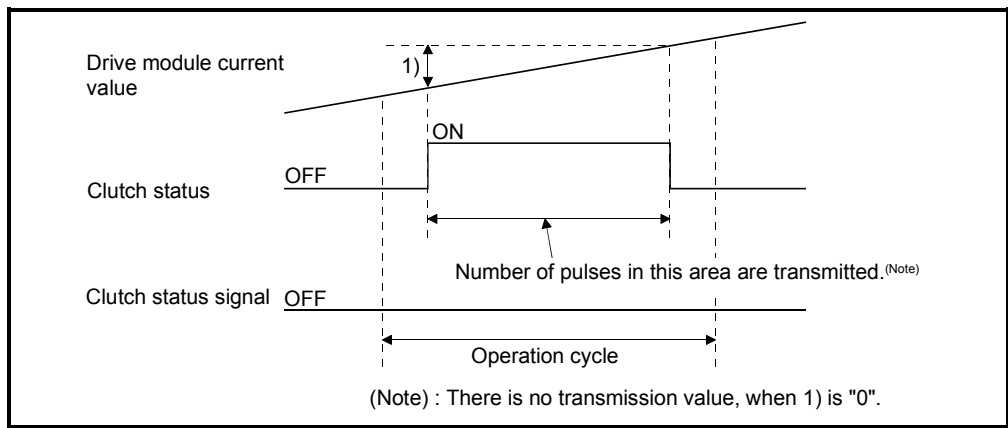 Drive module current
value
1)
ON
OFF
Clutch status
Number of pulses in this area are transmitted.(Note)
Clutch status signal OFF
Operation cycle
(Note) : There is no transmission value, when 1) is "0".